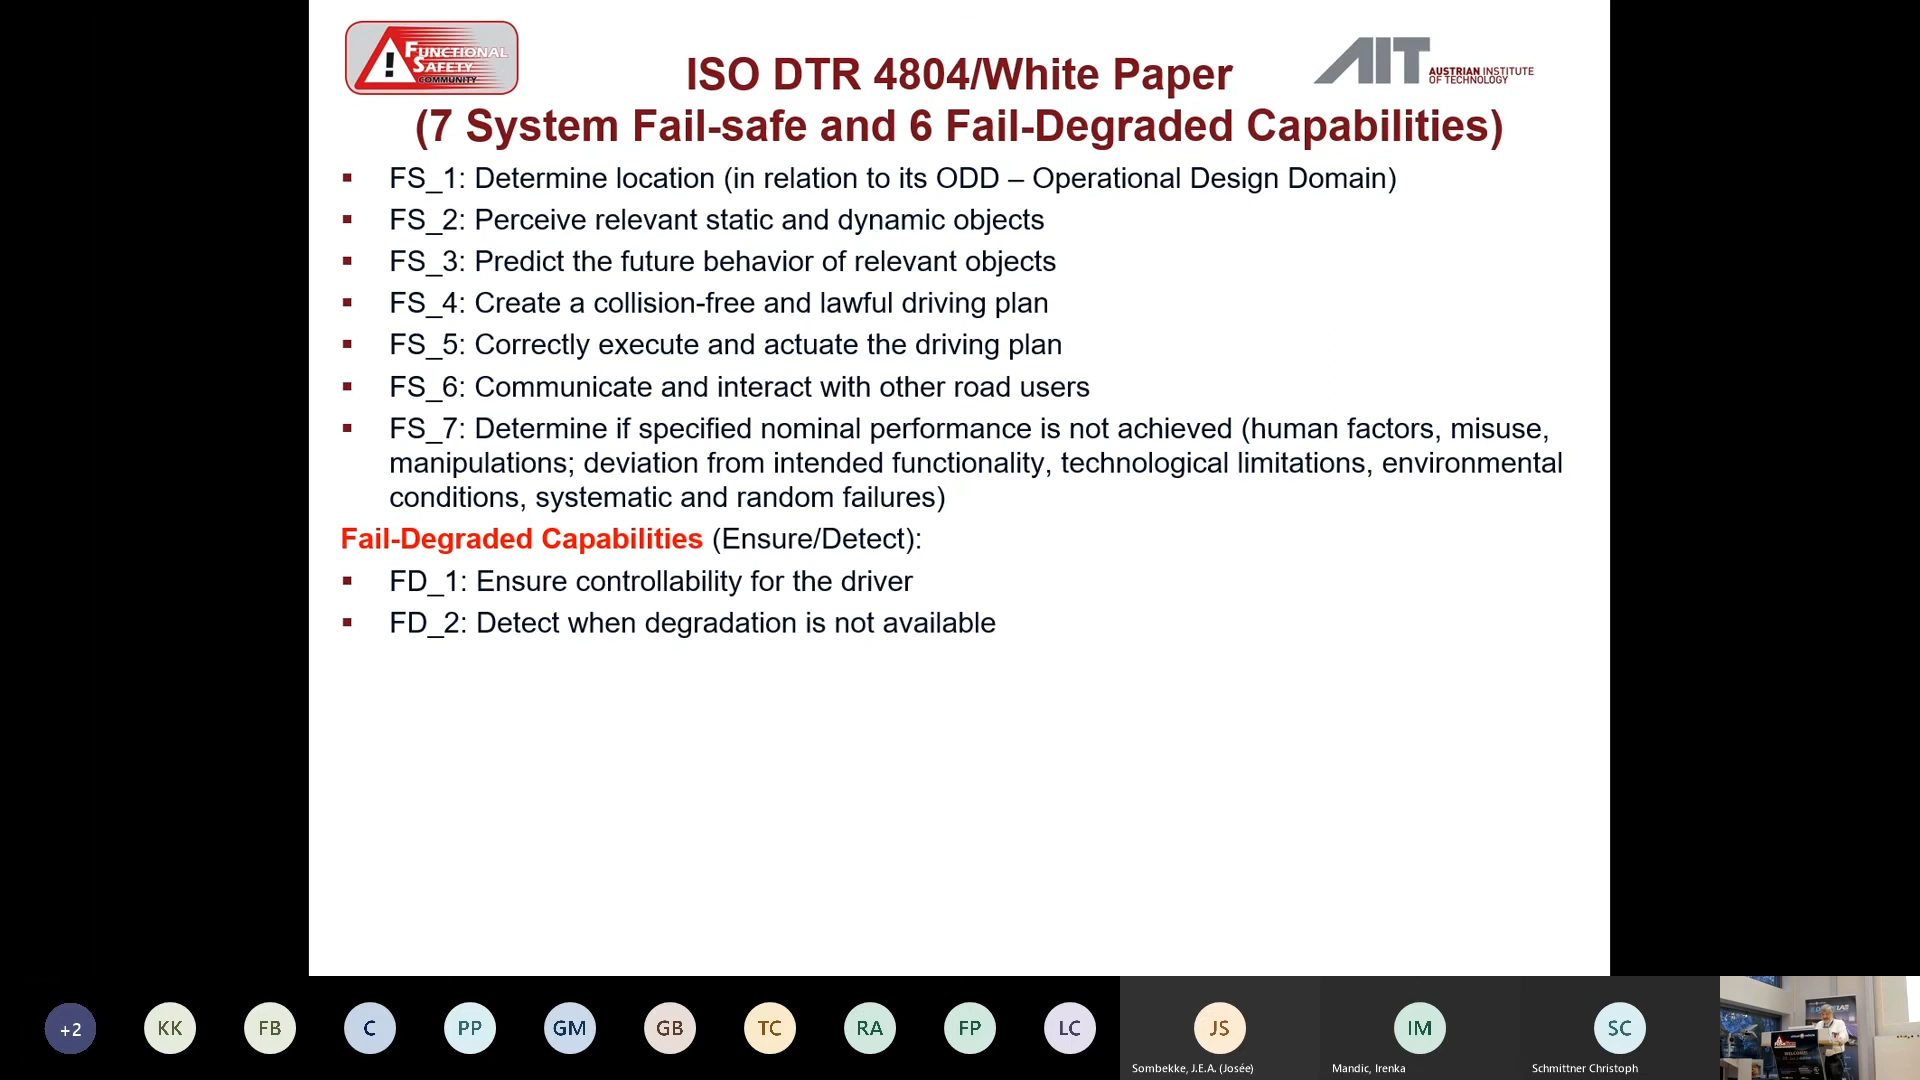 FUNCTIONAL
SAFETY
COMMUNITY
AIT AUSTRIAN INSTITUTE
OF TECHNOLOGY
ISO DTR 4804/White Paper
(7 System Fail-safe and 6 Fail-Degraded Capabilities)
▪ FS_1: Determine location (in relation to its ODD – Operational Design Domain)
▪ FS_2: Perceive relevant static and dynamic objects
▪ FS_3: Predict the future behavior of relevant objects
▪ FS_4: Create a collision-free and lawful driving plan
▪ FS_5: Correctly execute and actuate the driving plan
▪ FS_6: Communicate and interact with other road users
▪ FS_7: Determine if specified nominal performance is not achieved (human factors, misuse,
manipulations; deviation from intended functionality, technological limitations, environmental
conditions, systematic and random failures)
Fail-Degraded Capabilities (Ensure/Detect):
▪ FD_1: Ensure controllability for the driver
▪ FD_2: Detect when degradation is not available
+2 KK FB C PP GM GB TC RA FP LC JS IM SC
Sombekke, J.E.A. (Josée) Mandic, Irenka Schmittner Christoph